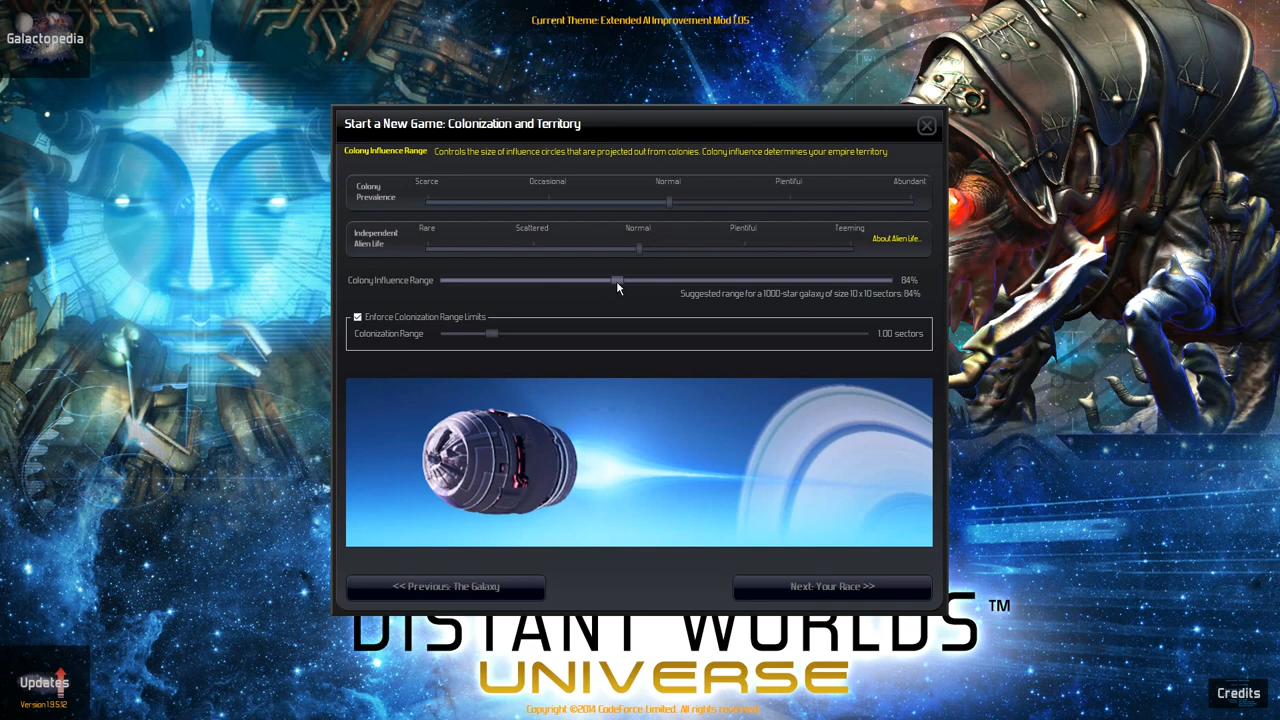 Current Theme: Extended AI Improvement Mod 1.05
Galactopedia
Start a New Game: Colonization and Territory
Colony Influence Range Controls the size of influence circles that are projected out from colonies. Colony influence determines your empire territory
Colony Prevalence
Scarce Occasional Normal Plentiful Abundant
Independent Alien Life
Rare Scattered Normal Plentiful Teeming
About Alien Life...
Colony Influence Range 84%
Suggested range for a 1000-star galaxy of size 10 x 10 sectors: 84%
Enforce Colonization Range Limits
Colonization Range 1.00 sectors
<< Previous: The Galaxy
Next: Your Race >>
DISTANT WORLDS™
UNIVERSE
Updates
Version 1.9.5.12
Credits
Copyright ©2014 CodeForce Limited. All rights reserved.